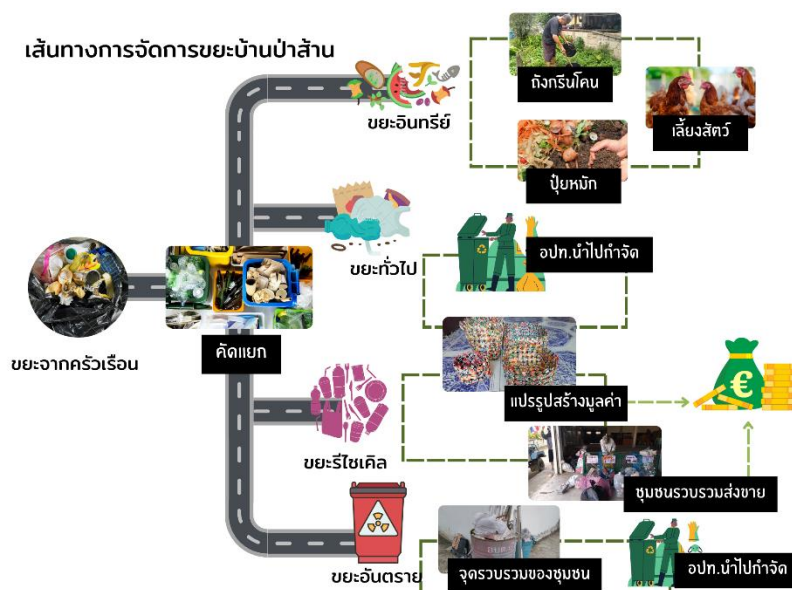 เส้นทางการจัดการขยะบ้านป่าส้าน
ขยะอินทรีย์
ถังกรีนโคน
เลี้ยงสัตว์
ปุ๋ยหมัก
ขยะทั่วไป
อปท.นำไปกำจัด
ขยะจากครัวเรือน
คัดแยก
แปรรูปสร้างมูลค่า
ขยะรีไซเคิล
ชุมชนรวบรวมส่งขาย
ขยะอันตราย
จุดรวบรวมของชุมชน
อปท.นำไปกำจัด